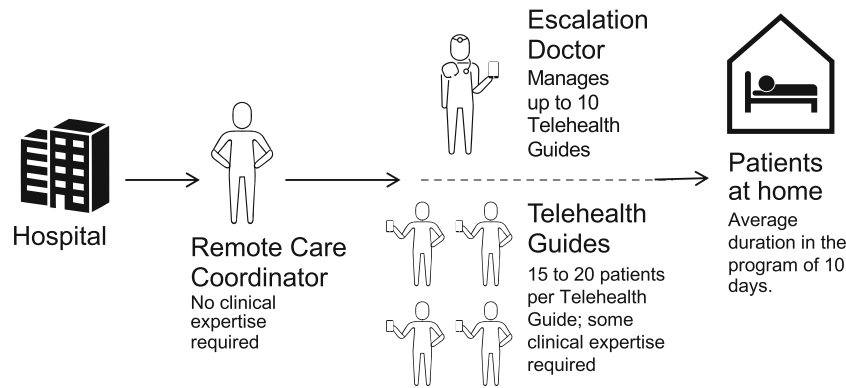 Hospital
Remote Care
Coordinator
No clinical
expertise
required
Escalation
Doctor
Manages
up to 10
Telehealth
Guides
Telehealth
Guides
15 to 20 patients
per Telehealth
Guide; some
clinical expertise
required
Patients
at home
Average
duration in the
program of 10
days.